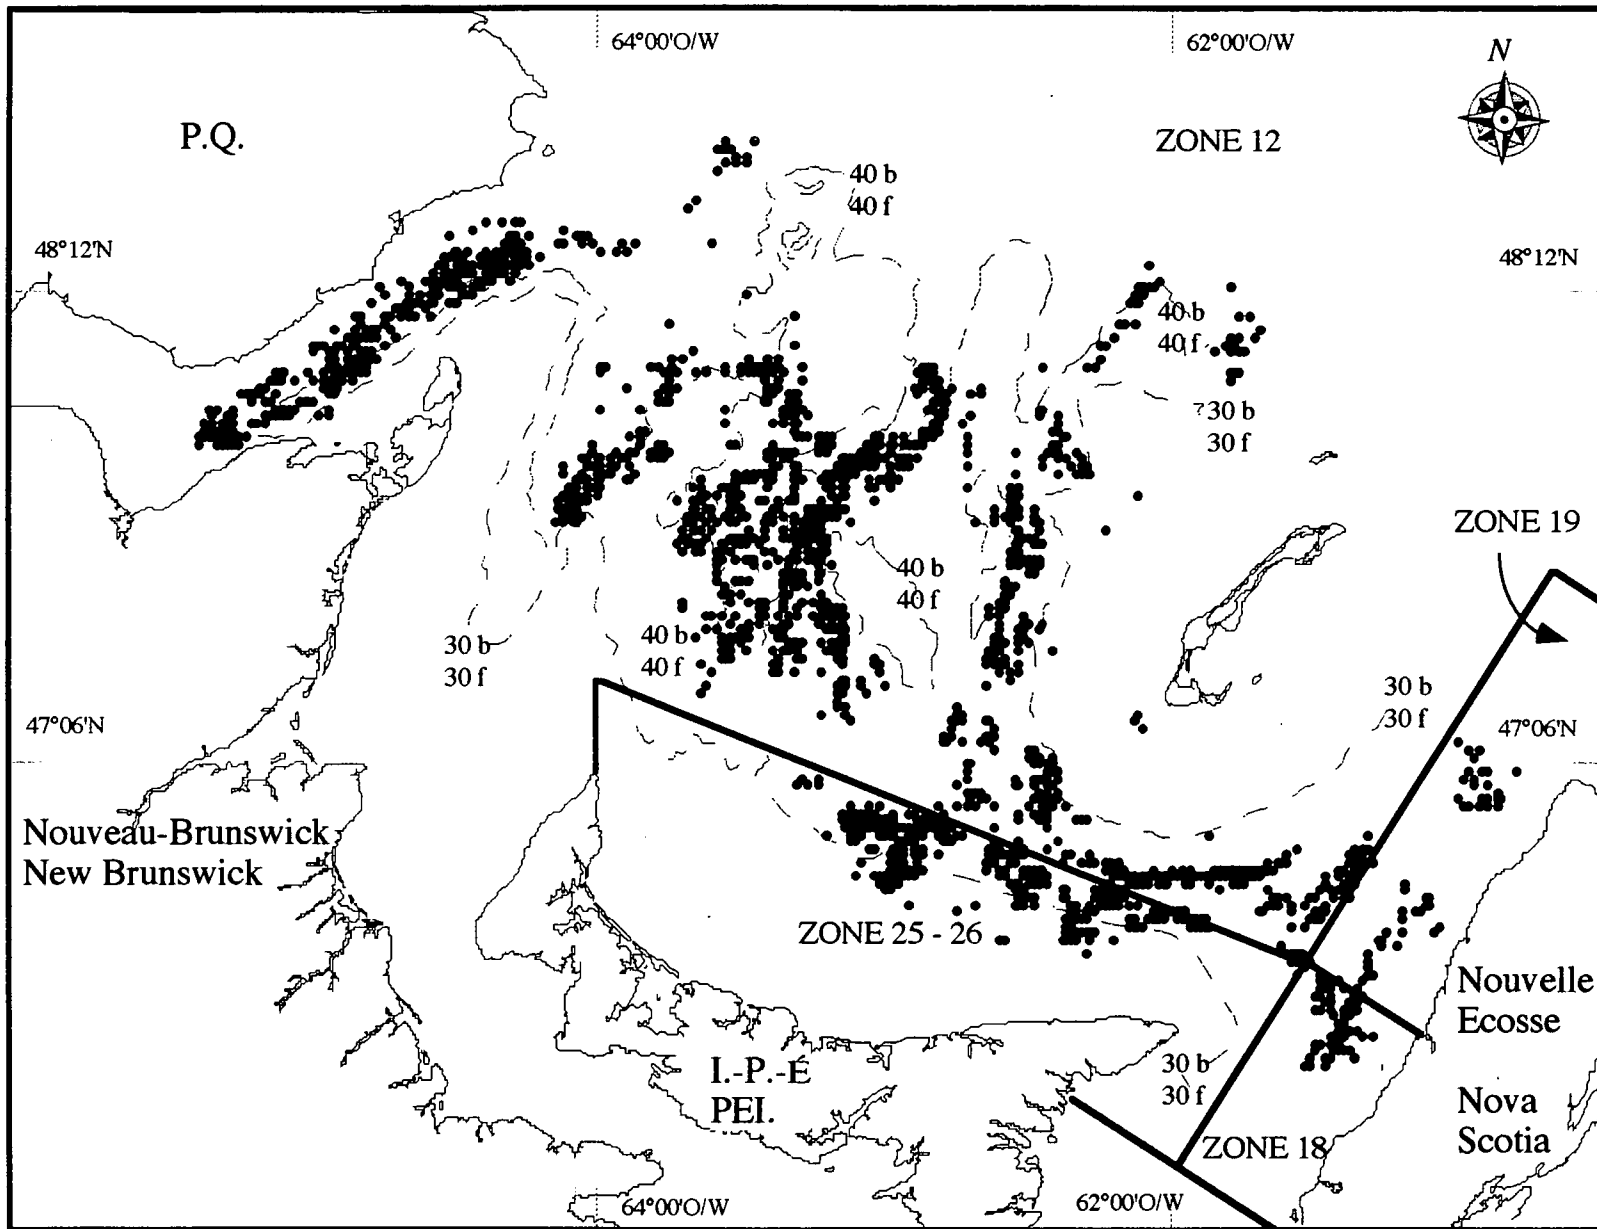 64°00'O/W
62°00'O/W
N
P.Q.
ZONE 12
40 b
40 f
48°12'N
48°12'N
40 b
40 f
?30 b
30 f
ZONE 19
40 b
40 f
30 b
30 f
40 b
40 f
30 b
30 f
47°06'N
47°06'N
Nouveau-Brunswick
New Brunswick
ZONE 25 - 26
Nouvelle
Ecosse
I.-P.-É
PEI.
30 b
30 f
Nova
Scotia
ZONE 18
64°00'O/W
62°00'O/W